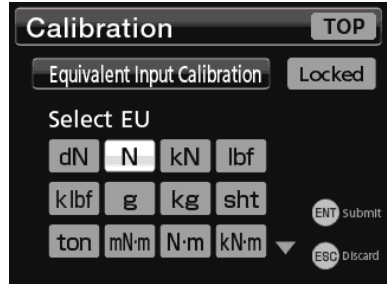 Calibration TOP
Equivalent Input Calibration Locked
Select EU
dN N kN lbf
klbf g kg sht
ENT Submit
ton mN·m N·m kN·m
ESC Discard